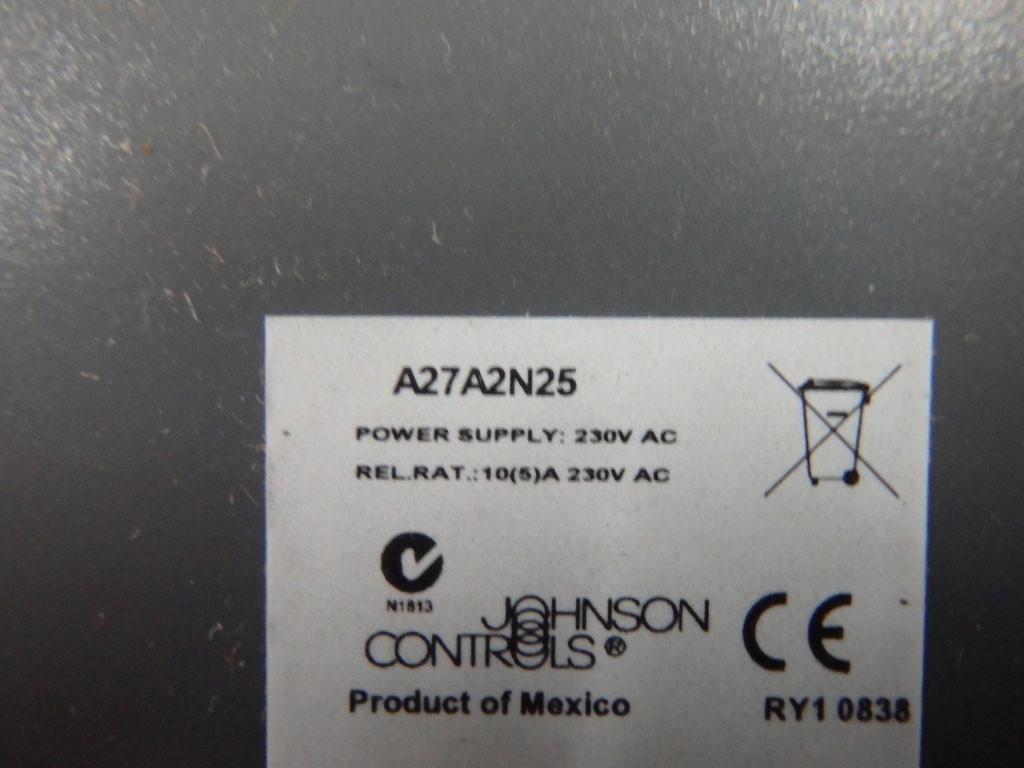 A27A2N25
POWER SUPPLY: 230V AC
REL.RAT.:10(5)A 230V AC
N1813
JOHNSON
CONTROLS®
CE
Product of Mexico
RY1 0838